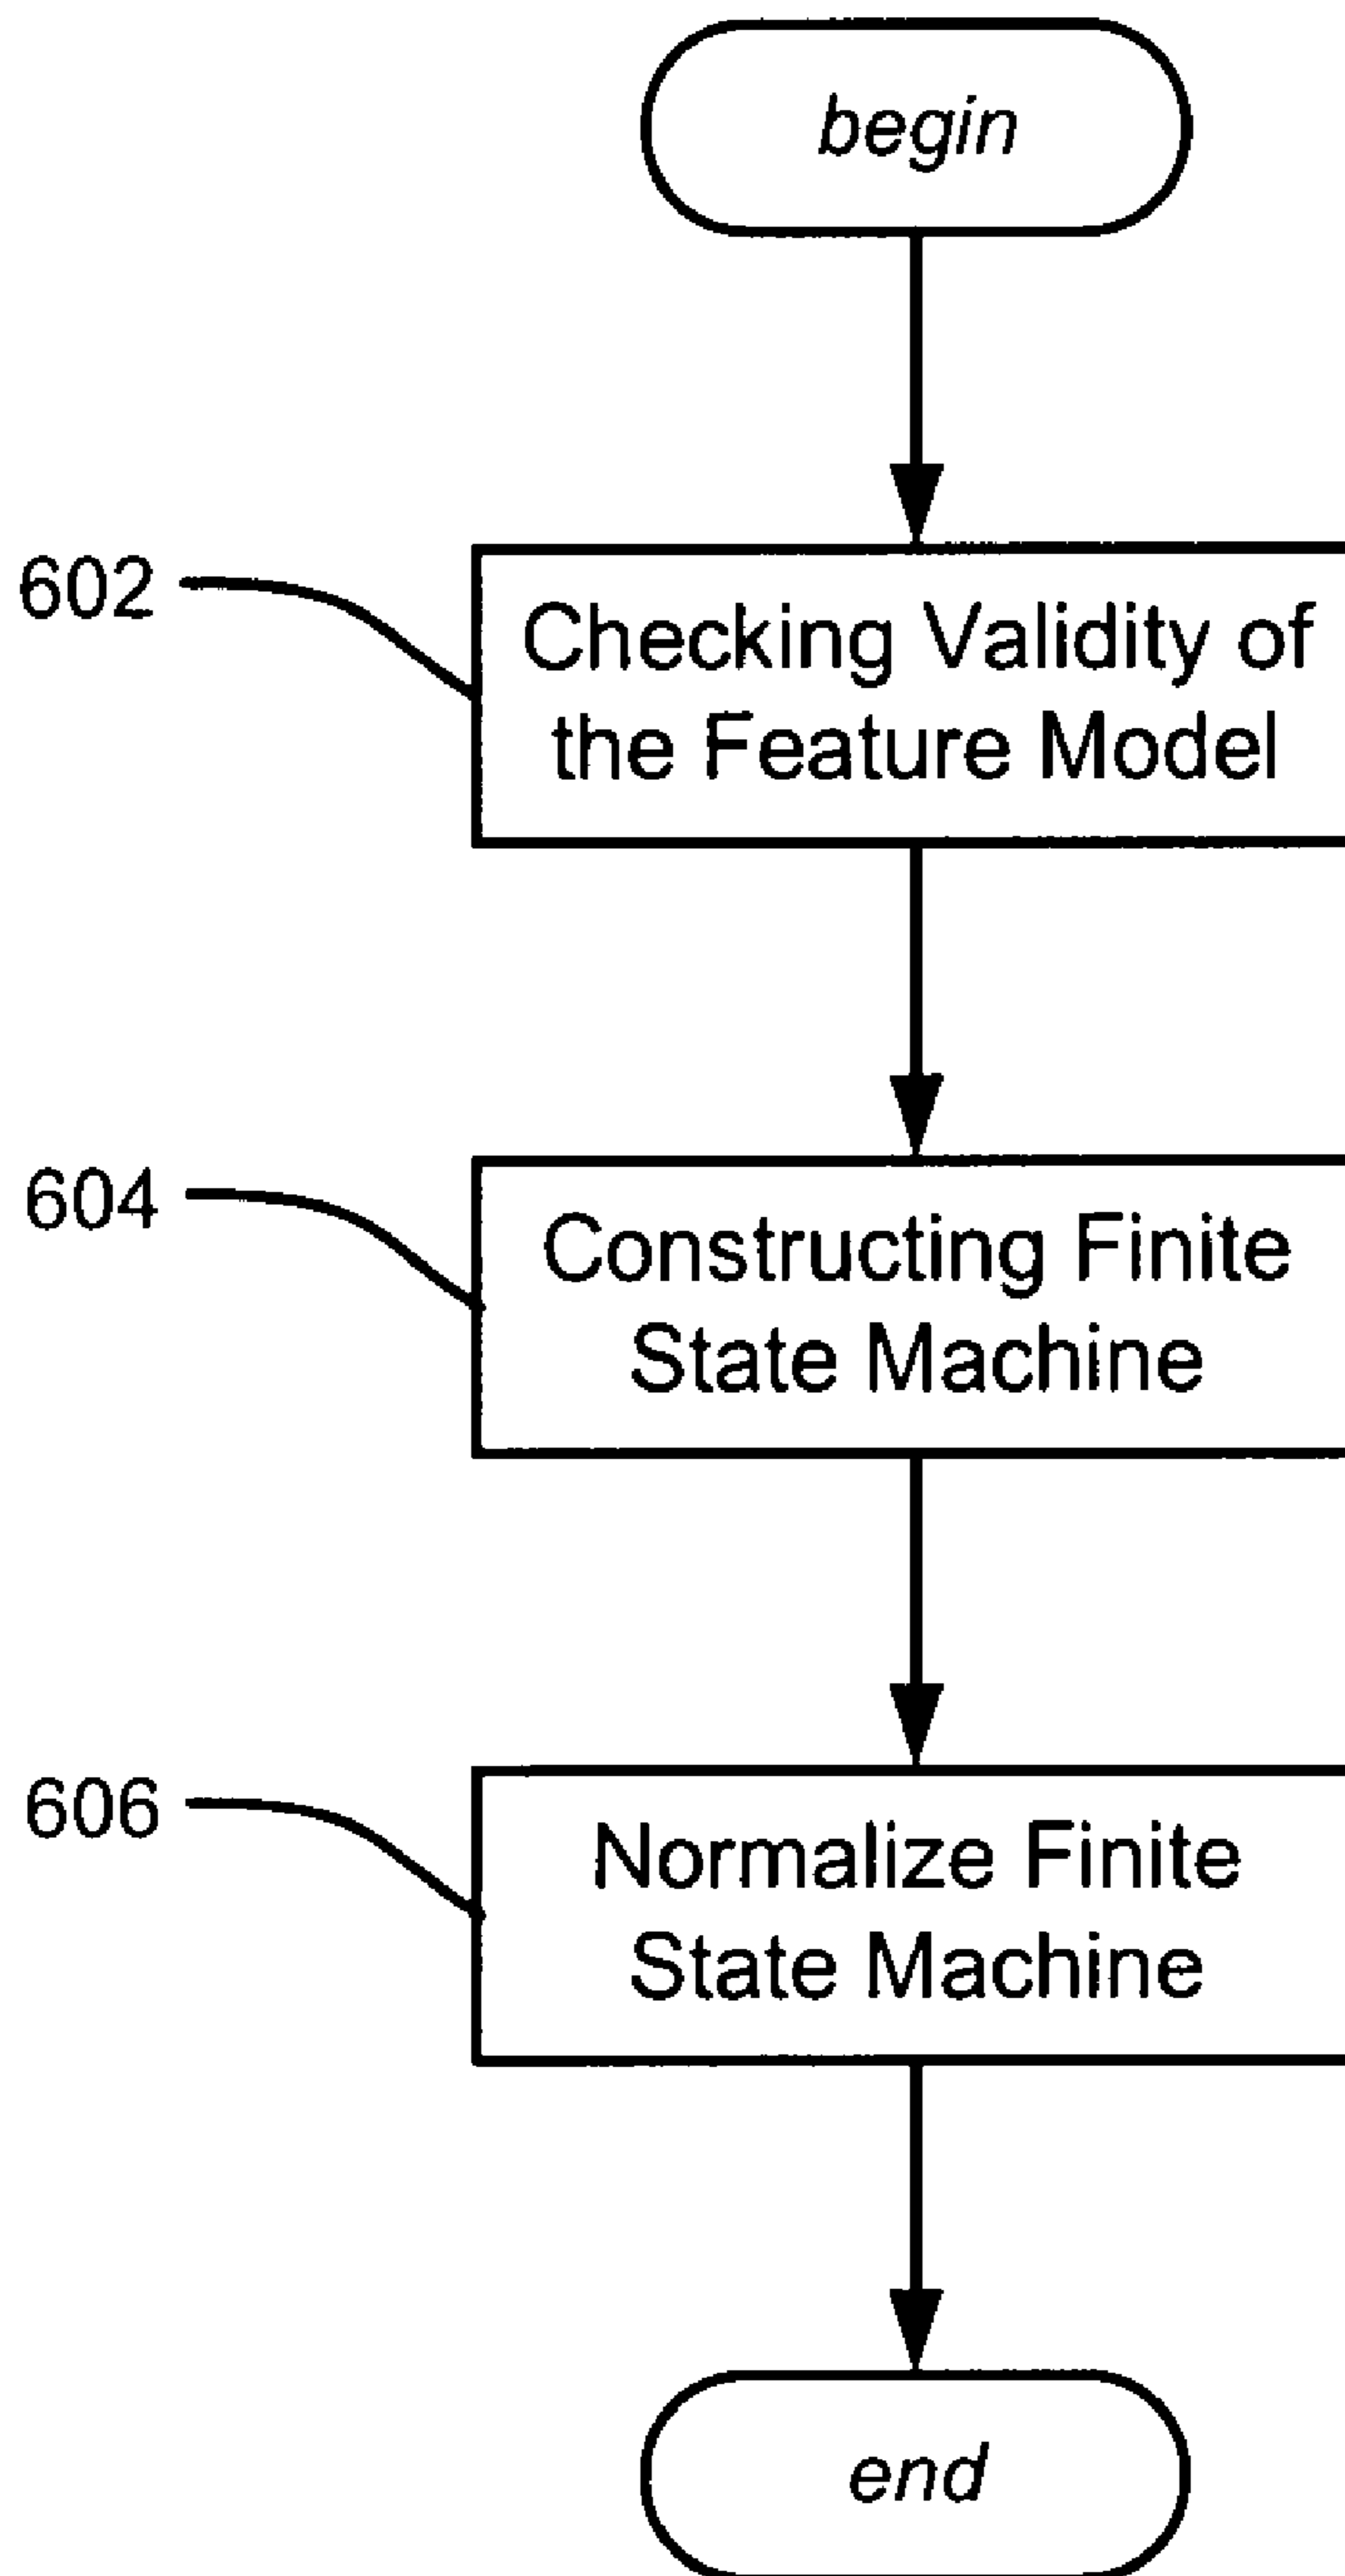 begin
602
Checking Validity of
the Feature Model
604
Constructing Finite
State Machine
606
Normalize Finite
State Machine
end